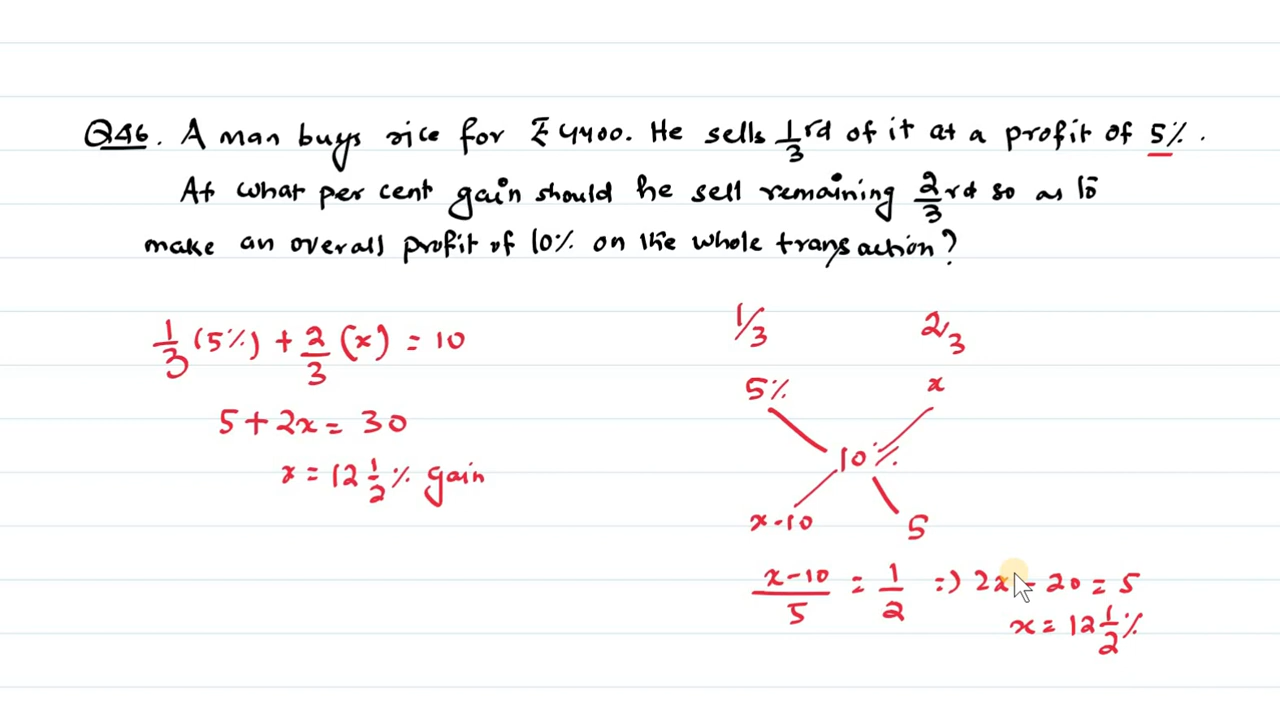 Q46. A man buys rice for ₹4400. He sells 1/3rd of it at a profit of 5%.
At what per cent gain should he sell remaining 2/3rd so as to
make an overall profit of 10% on the whole transaction?
1/3 (5%) + 2/3 (x) = 10
5 + 2x = 30
x = 12 1/2 % gain
1/3 2/3
5% x
10%
x-10 5
x-10/5 = 1/2 => 2x - 20 = 5
x = 12 1/2 %